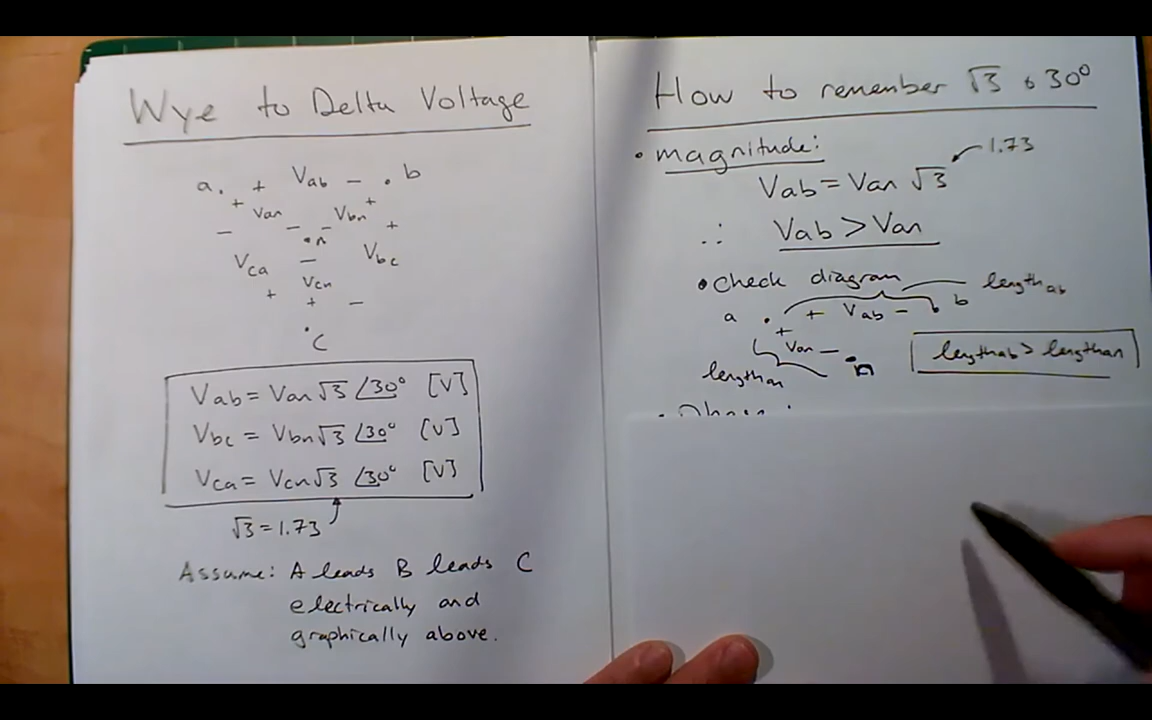 Wye to Delta Voltage
a . + Vab - . b
+ Van - - Vbn +
- . n +
Vca - Vbc
+ Vcn -
+
. c
Vab = Van√3 ∠30° [V]
Vbc = Vbn√3 ∠30° [V]
Vca = Vcn√3 ∠30° [V]
√3 = 1.73
Assume: A leads B leads C
electrically and
graphically above.
How to remember √3 & 30°
• magnitude:
1.73
Vab = Van √3
∴ Vab > Van
• Check diagram
length ab
a . + Vab - . b
+ Van - . n
length an
length ab > length an